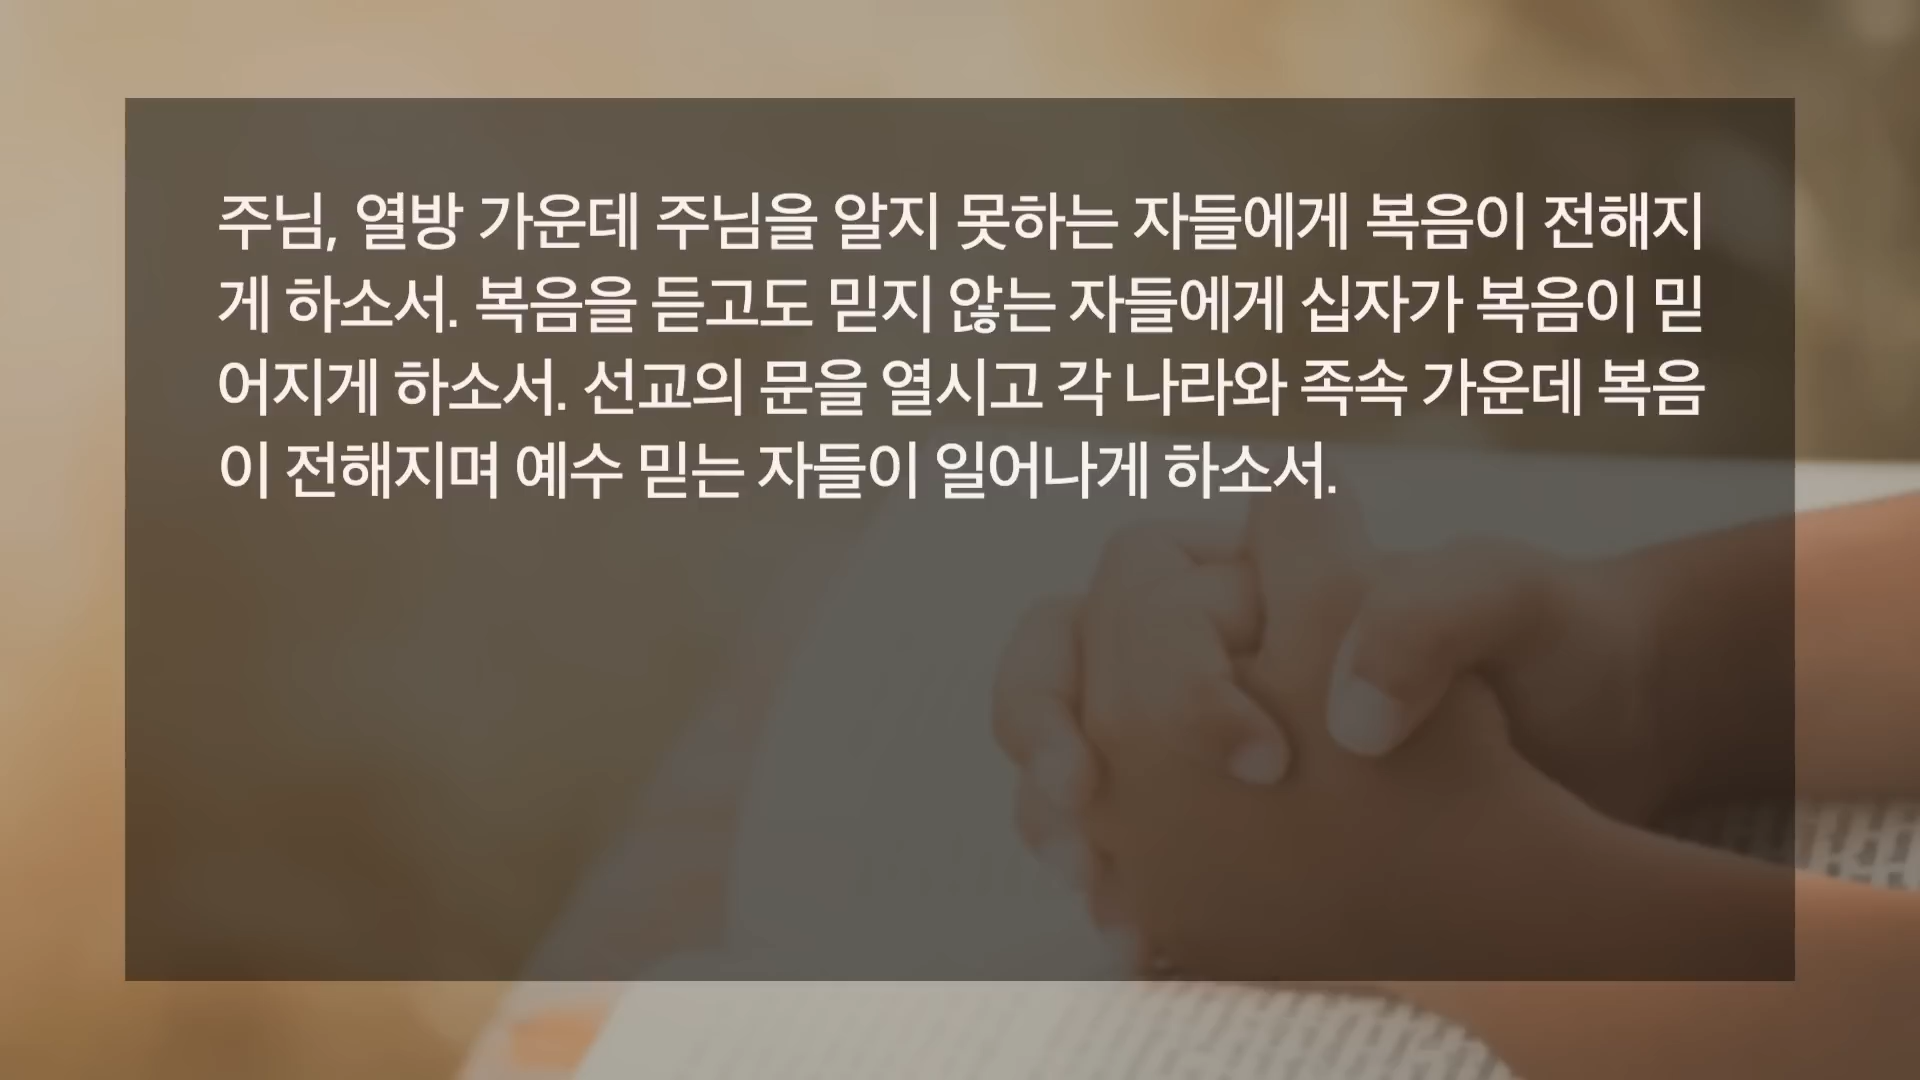 주님, 열방 가운데 주님을 알지 못하는 자들에게 복음이 전해지
게 하소서. 복음을 듣고도 믿지 않는 자들에게 십자가 복음이 믿
어지게 하소서. 선교의 문을 열시고 각 나라와 족속 가운데 복음
이 전해지며 예수 믿는 자들이 일어나게 하소서.